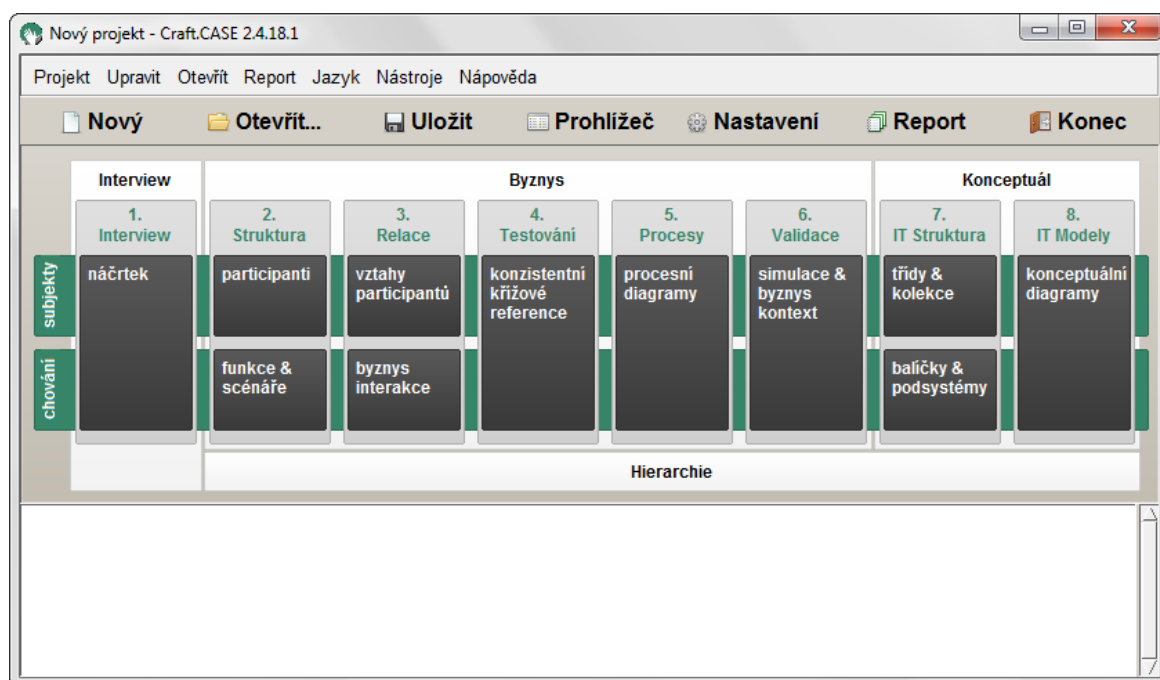 Nový projekt - Craft.CASE 2.4.18.1
Projekt Upravit Otevřít Report Jazyk Nástroje Nápověda
Nový Otevřít... Uložit Prohlížeč Nastavení Report Konec
Interview Byznys Konceptuál
1. 2. 3. 4. 5. 6. 7. 8.
Interview Struktura Relace Testování Procesy Validace IT Struktura IT Modely
subjekty
náčrtek
participanti
vztahy
participantů
konzistentní
křížové
reference
procesní
diagramy
simulace &
byznys
kontext
třídy &
kolekce
konceptuální
diagramy
chování
funkce &
scénáře
byznys
interakce
balíčky &
podsystémy
Hierarchie